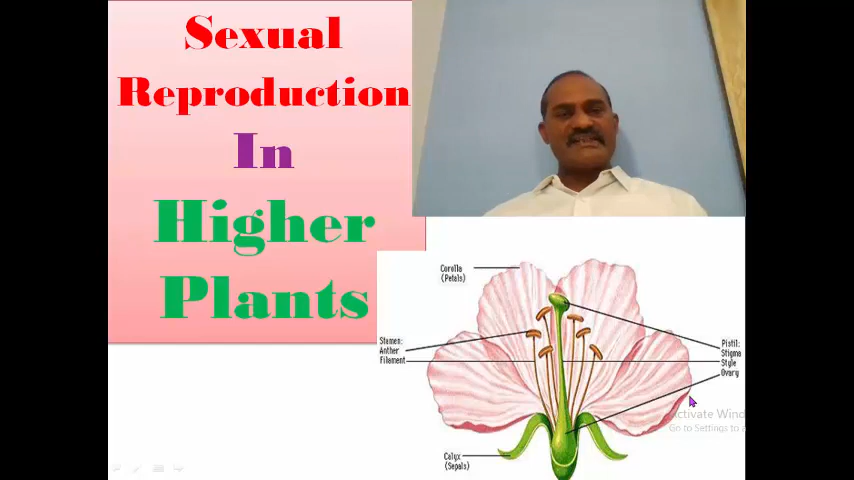 Sexual
Reproduction
In
Higher
Plants
Corolla
(Petals)
Stamen:
Anther
Filament
Pistil:
Stigma
Style
Ovary
Calyx
(Sepals)
Activate Wind
Go to Settings to